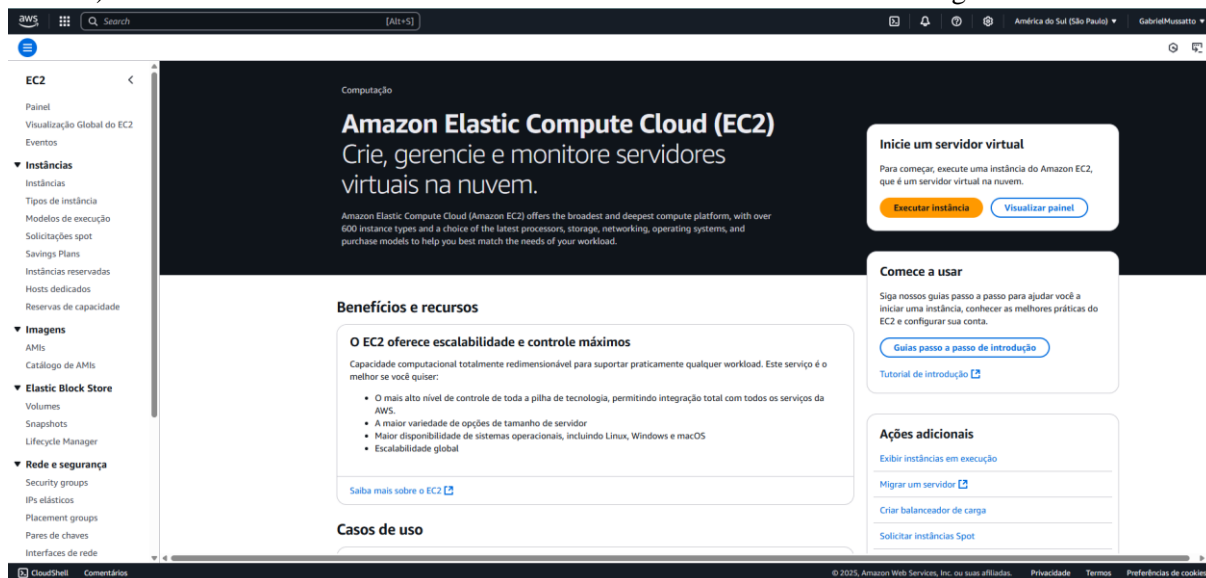 aws
Search
[Alt+S]
América do Sul (São Paulo)
GabrielMussatto
EC2
Painel
Visualização Global do EC2
Eventos
Instâncias
Instâncias
Tipos de instância
Modelos de execução
Solicitações spot
Savings Plans
Instâncias reservadas
Hosts dedicados
Reservas de capacidade
Imagens
AMIs
Catálogo de AMIs
Elastic Block Store
Volumes
Snapshots
Lifecycle Manager
Rede e segurança
Security groups
IPs elásticos
Placement groups
Pares de chaves
Interfaces de rede
Computação
Amazon Elastic Compute Cloud (EC2)
Crie, gerencie e monitore servidores
virtuais na nuvem.
Amazon Elastic Compute Cloud (Amazon EC2) offers the broadest and deepest compute platform, with over
600 instance types and a choice of the latest processors, storage, networking, operating systems, and
purchase models to help you best match the needs of your workload.
Benefícios e recursos
O EC2 oferece escalabilidade e controle máximos
Capacidade computacional totalmente redimensionável para suportar praticamente qualquer workload. Este serviço é o
melhor se você quiser:
• O mais alto nível de controle de toda a pilha de tecnologia, permitindo integração total com todos os serviços da
AWS.
• A maior variedade de opções de tamanho de servidor
• Maior disponibilidade de sistemas operacionais, incluindo Linux, Windows e macOS
• Escalabilidade global
Saiba mais sobre o EC2
Casos de uso
Inicie um servidor virtual
Para começar, execute uma instância do Amazon EC2,
que é um servidor virtual na nuvem.
Executar instância
Visualizar painel
Comece a usar
Siga nossos guias passo a passo para ajudar você a
iniciar uma instância, conhecer as melhores práticas do
EC2 e configurar sua conta.
Guias passo a passo de introdução
Tutorial de introdução
Ações adicionais
Exibir instâncias em execução
Migrar um servidor
Criar balanceador de carga
Solicitar instâncias Spot
CloudShell
Comentários
© 2025, Amazon Web Services, Inc. ou suas afiliadas.
Privacidade
Termos
Preferências de cookies